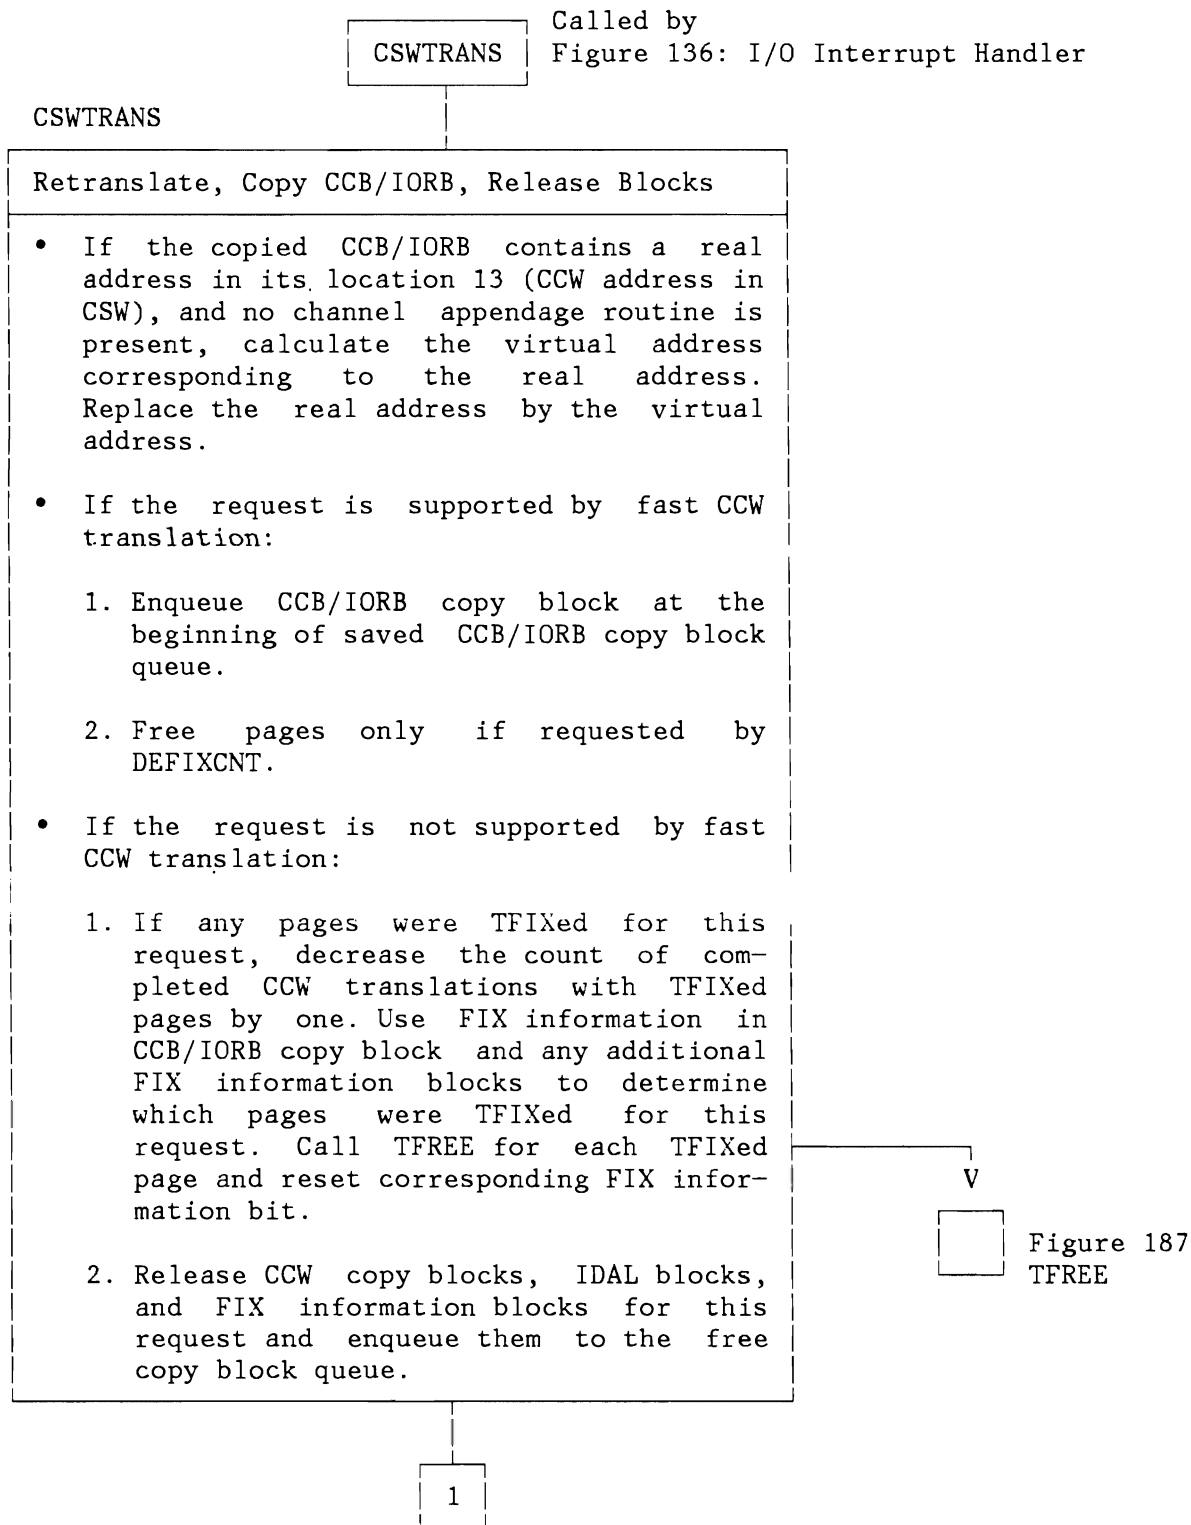 Called by
CSWTRANS
Figure 136: I/O Interrupt Handler
CSWTRANS
Retranslate, Copy CCB/IORB, Release Blocks
• If the copied CCB/IORB contains a real
address in its location 13 (CCW address in
CSW), and no channel appendage routine is
present, calculate the virtual address
corresponding to the real address.
Replace the real address by the virtual
address.
• If the request is supported by fast CCW
translation:
1. Enqueue CCB/IORB copy block at the
beginning of saved CCB/IORB copy block
queue.
2. Free pages only if requested by
DEFIXCNT.
• If the request is not supported by fast
CCW translation:
1. If any pages were TFIXed for this
request, decrease the count of com-
pleted CCW translations with TFIXed
pages by one. Use FIX information in
CCB/IORB copy block and any additional
FIX information blocks to determine
which pages were TFIXed for this
request. Call TFREE for each TFIXed
page and reset corresponding FIX infor-
mation bit.
V
Figure 187
TFREE
2. Release CCW copy blocks, IDAL blocks,
and FIX information blocks for this
request and enqueue them to the free
copy block queue.
1